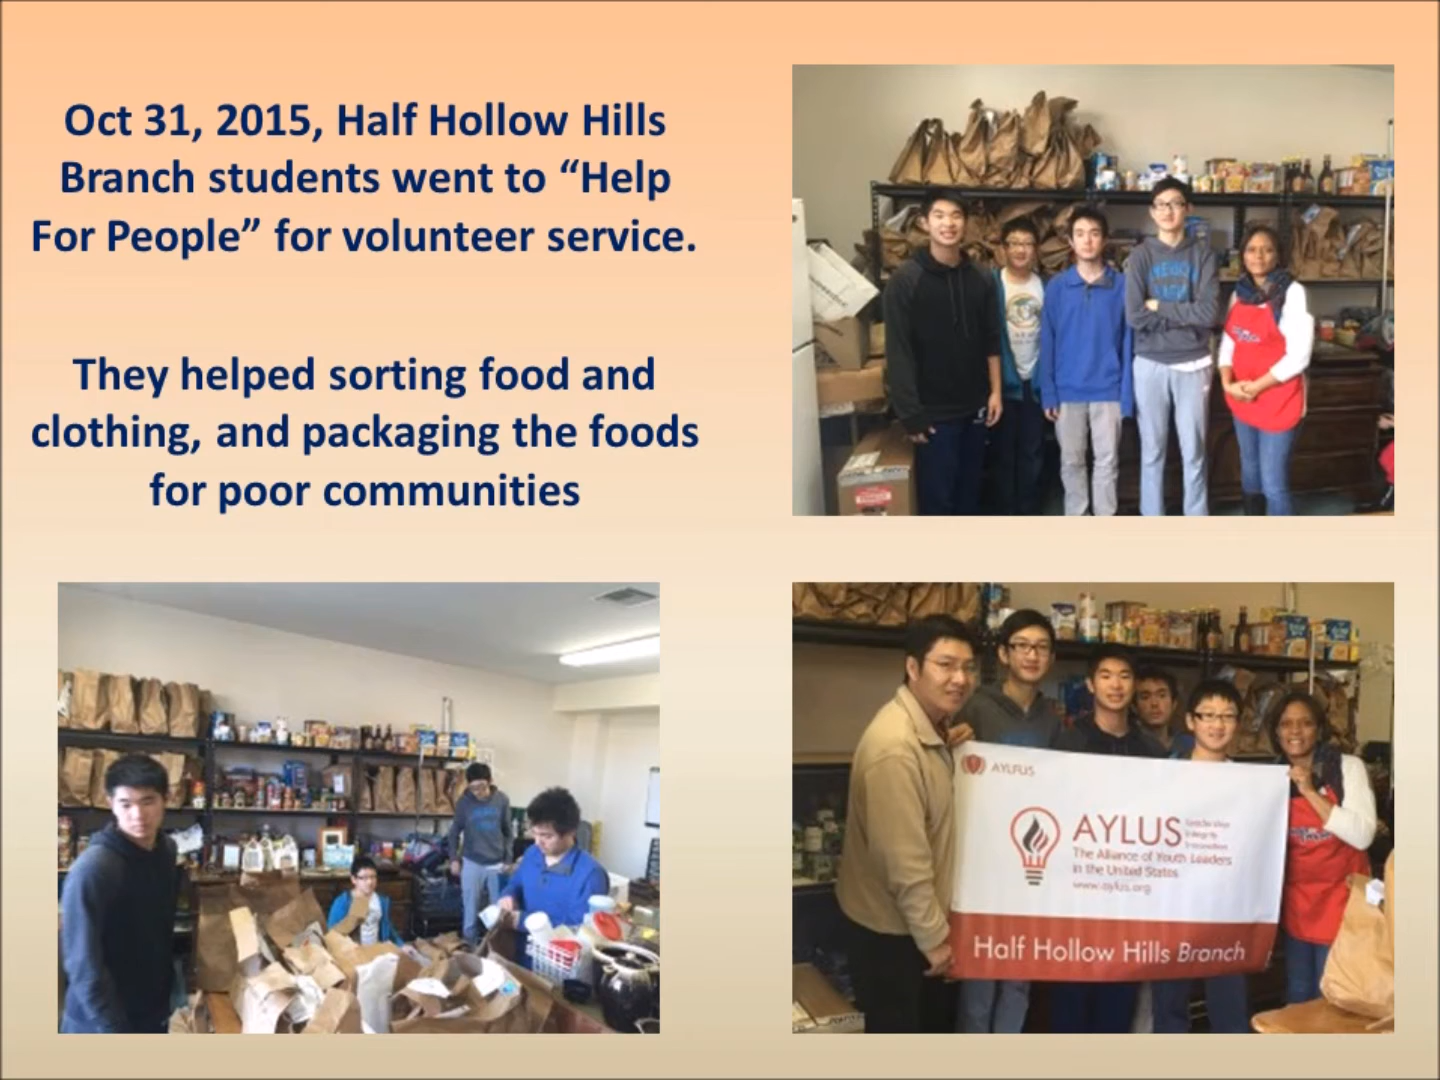 Oct 31, 2015, Half Hollow Hills
Branch students went to “Help
For People” for volunteer service.
They helped sorting food and
clothing, and packaging the foods
for poor communities
AYLFUS
AYLUS
The Alliance of Youth Leaders
in the United States
www.aylus.org
Half Hollow Hills Branch